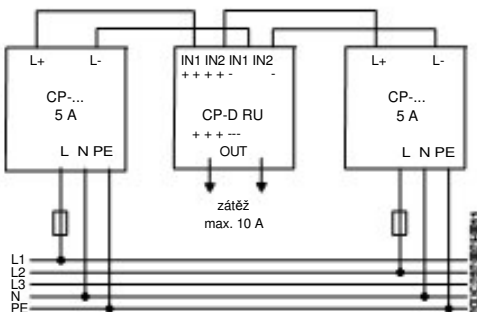 L+ L-
CP-...
5 A
L N PE
IN1 IN2 IN1 IN2
+ + + + - -
CP-D RU
+ + + ---
OUT
zátěž
max. 10 A
L+ L-
CP-...
5 A
L N PE
L1
L2
L3
N
PE